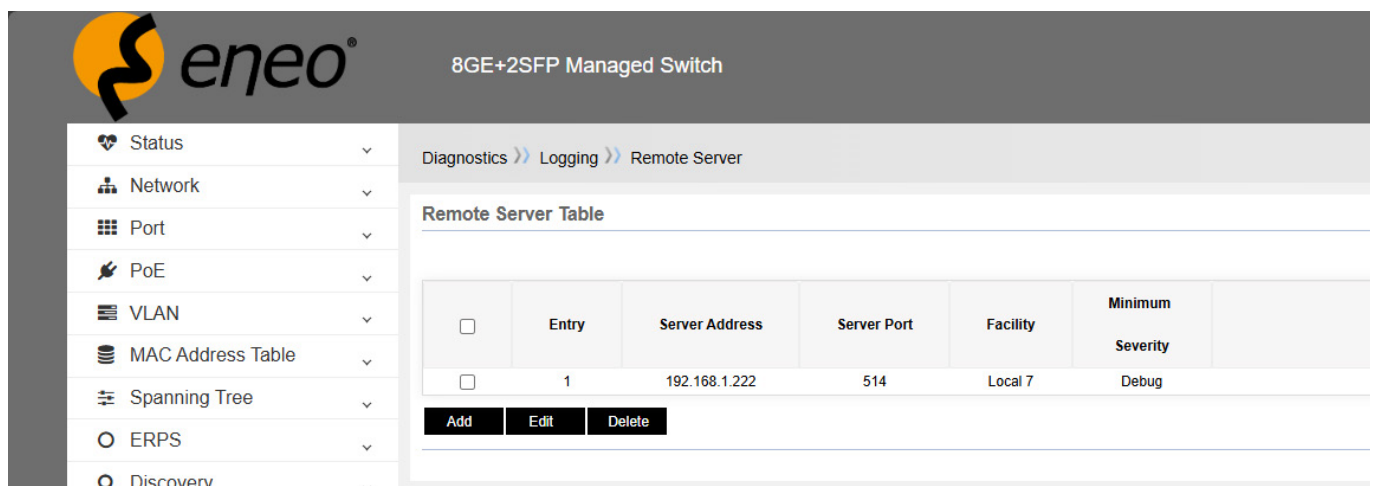 eneo®
8GE+2SFP Managed Switch
Status
Network
Port
PoE
VLAN
MAC Address Table
Spanning Tree
ERPS
Discovery
Diagnostics 》 Logging 》 Remote Server
Remote Server Table
Entry Server Address Server Port Facility Minimum Severity
1 192.168.1.222 514 Local 7 Debug
Add Edit Delete